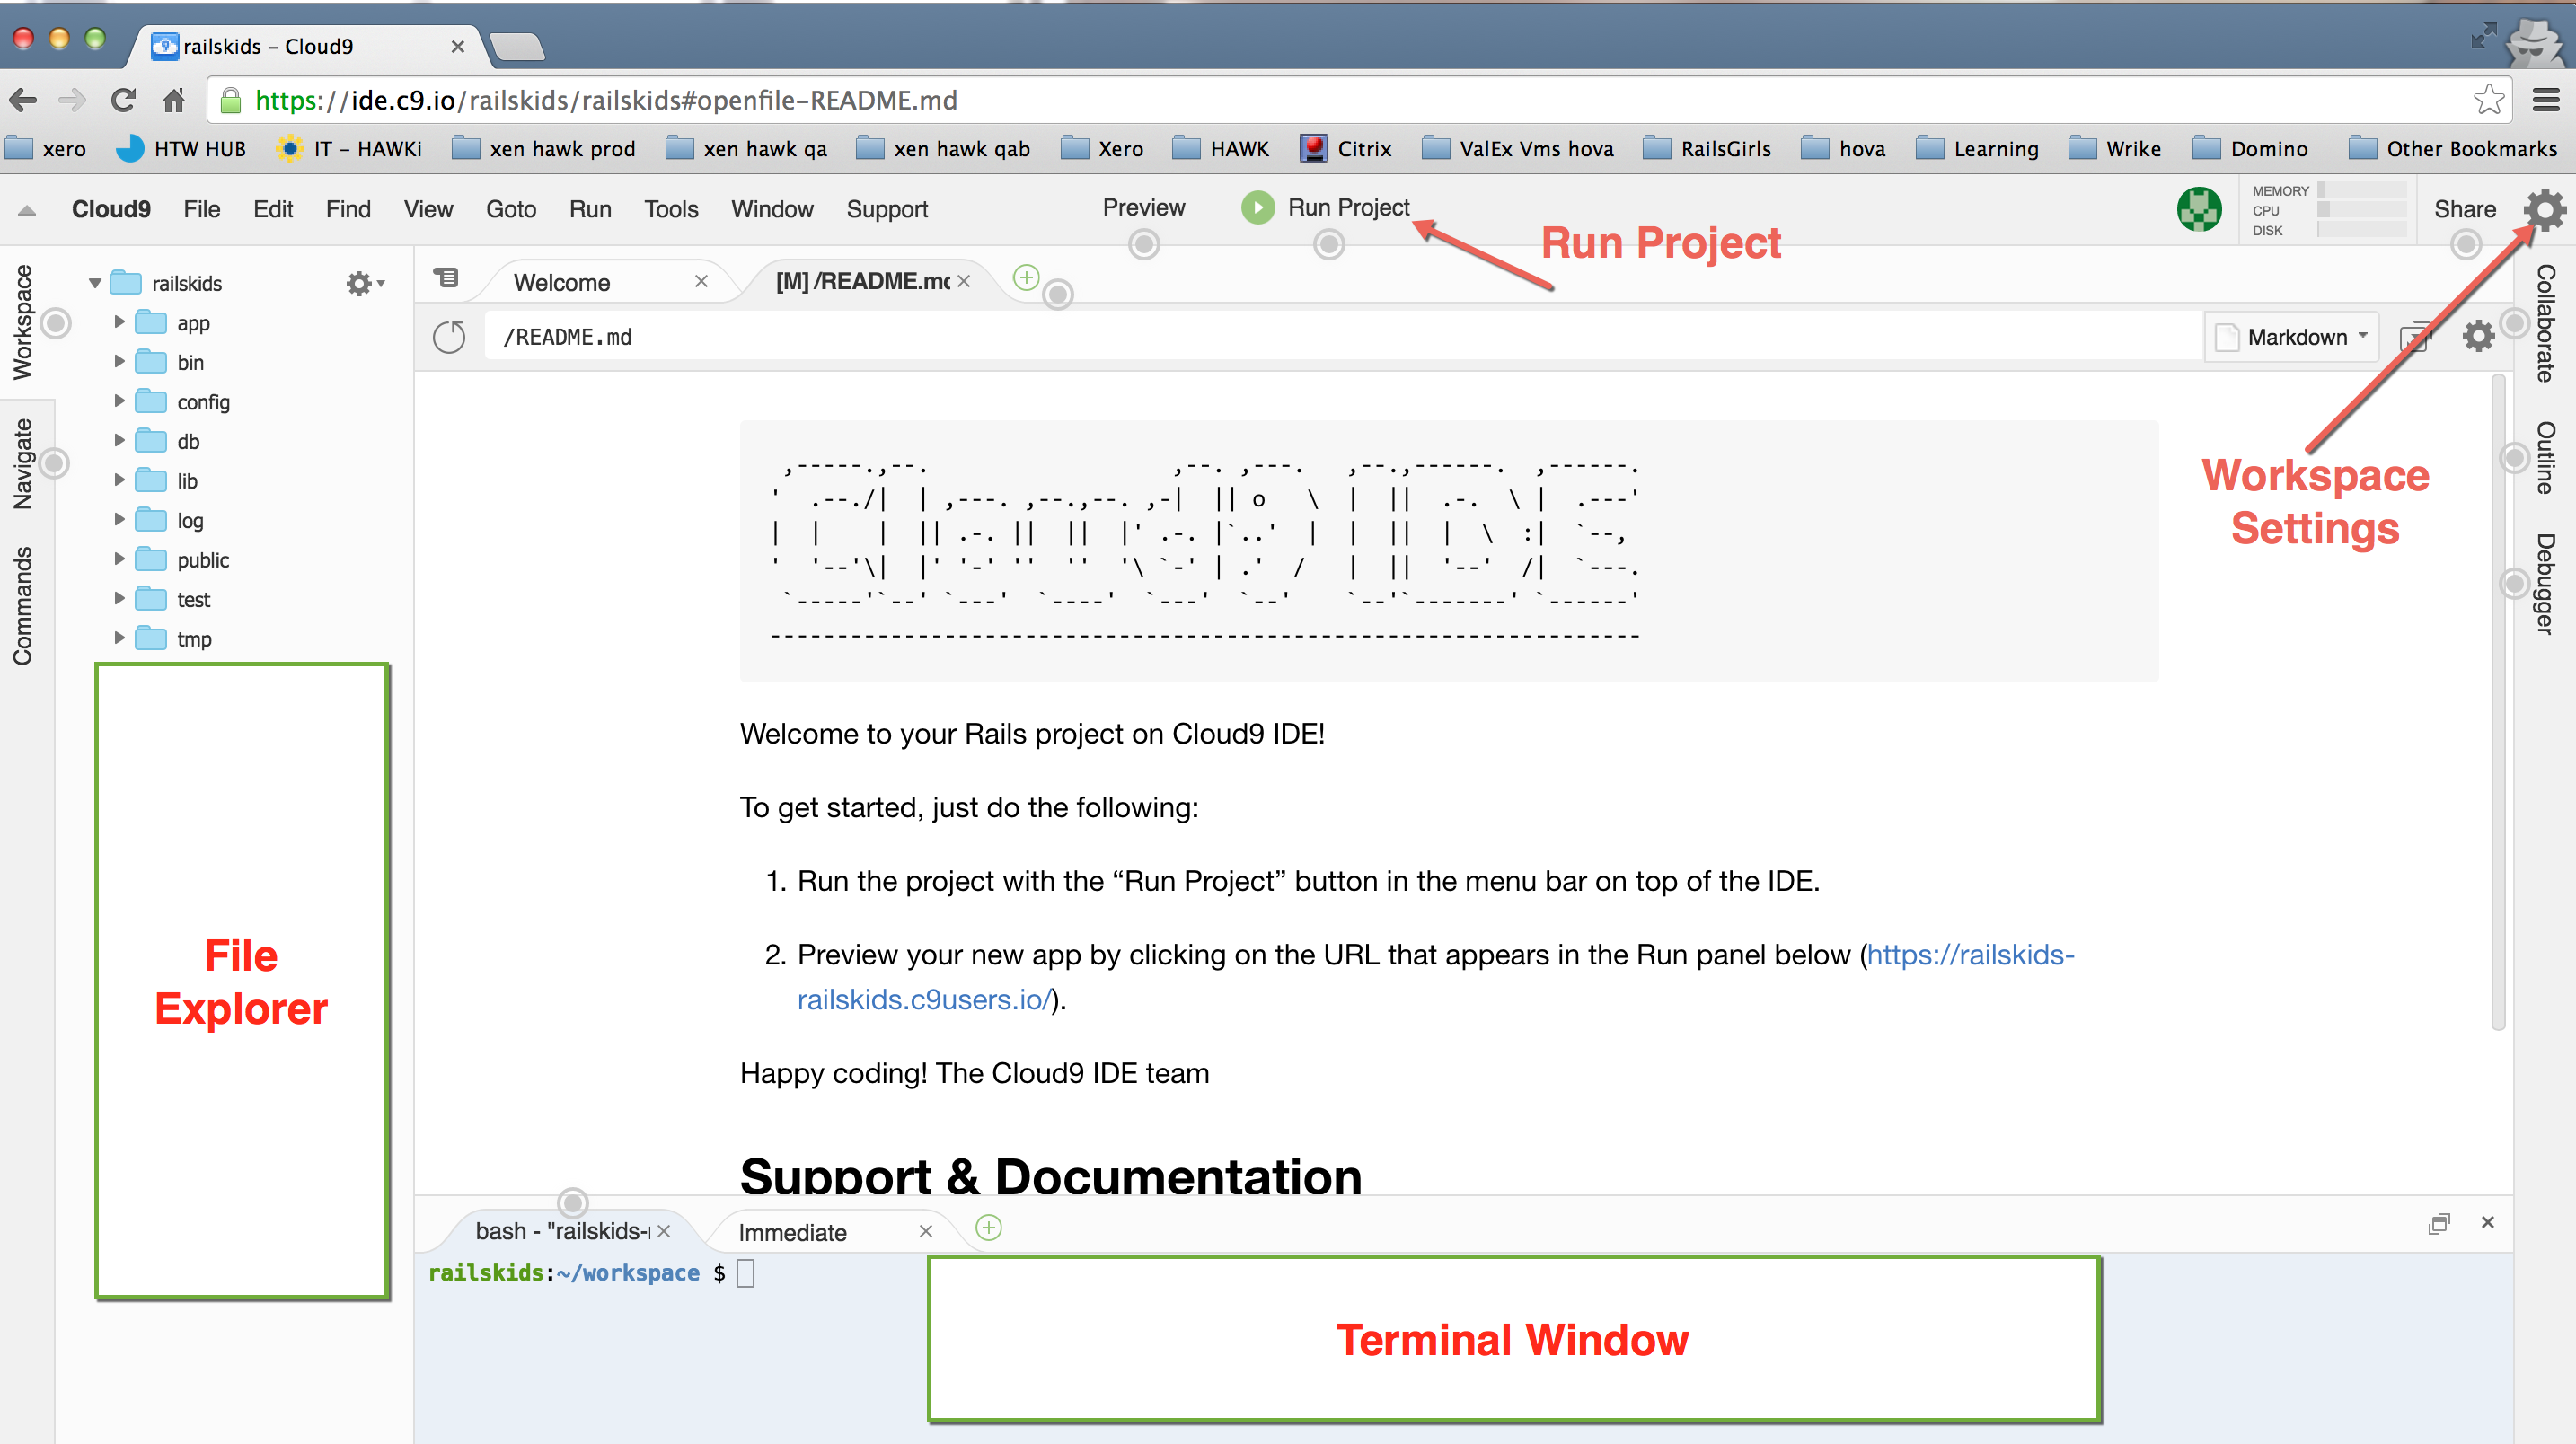 railskids – Cloud9
https://ide.c9.io/railskids/railskids#openfile-README.md
xero HTW HUB IT – HAWKi xen hawk prod xen hawk qa xen hawk qab Xero HAWK Citrix ValEx Vms hova RailsGirls hova Learning Wrike Domino Other Bookmarks
Cloud9 File Edit Find View Goto Run Tools Window Support Preview Run Project MEMORY CPU DISK Share
Run Project
Workspace
Navigate
Commands
railskids
app
bin
config
db
lib
log
public
test
tmp
File
Explorer
Welcome [M] /README.mc
/README.md Markdown
Workspace
Settings
Collaborate
Outline
Debugger
Welcome to your Rails project on Cloud9 IDE!
To get started, just do the following:
1. Run the project with the “Run Project” button in the menu bar on top of the IDE.
2. Preview your new app by clicking on the URL that appears in the Run panel below (https://railskids-
railskids.c9users.io/).
Happy coding! The Cloud9 IDE team
Support & Documentation
bash - "railskids- Immediate
railskids:~/workspace $
Terminal Window